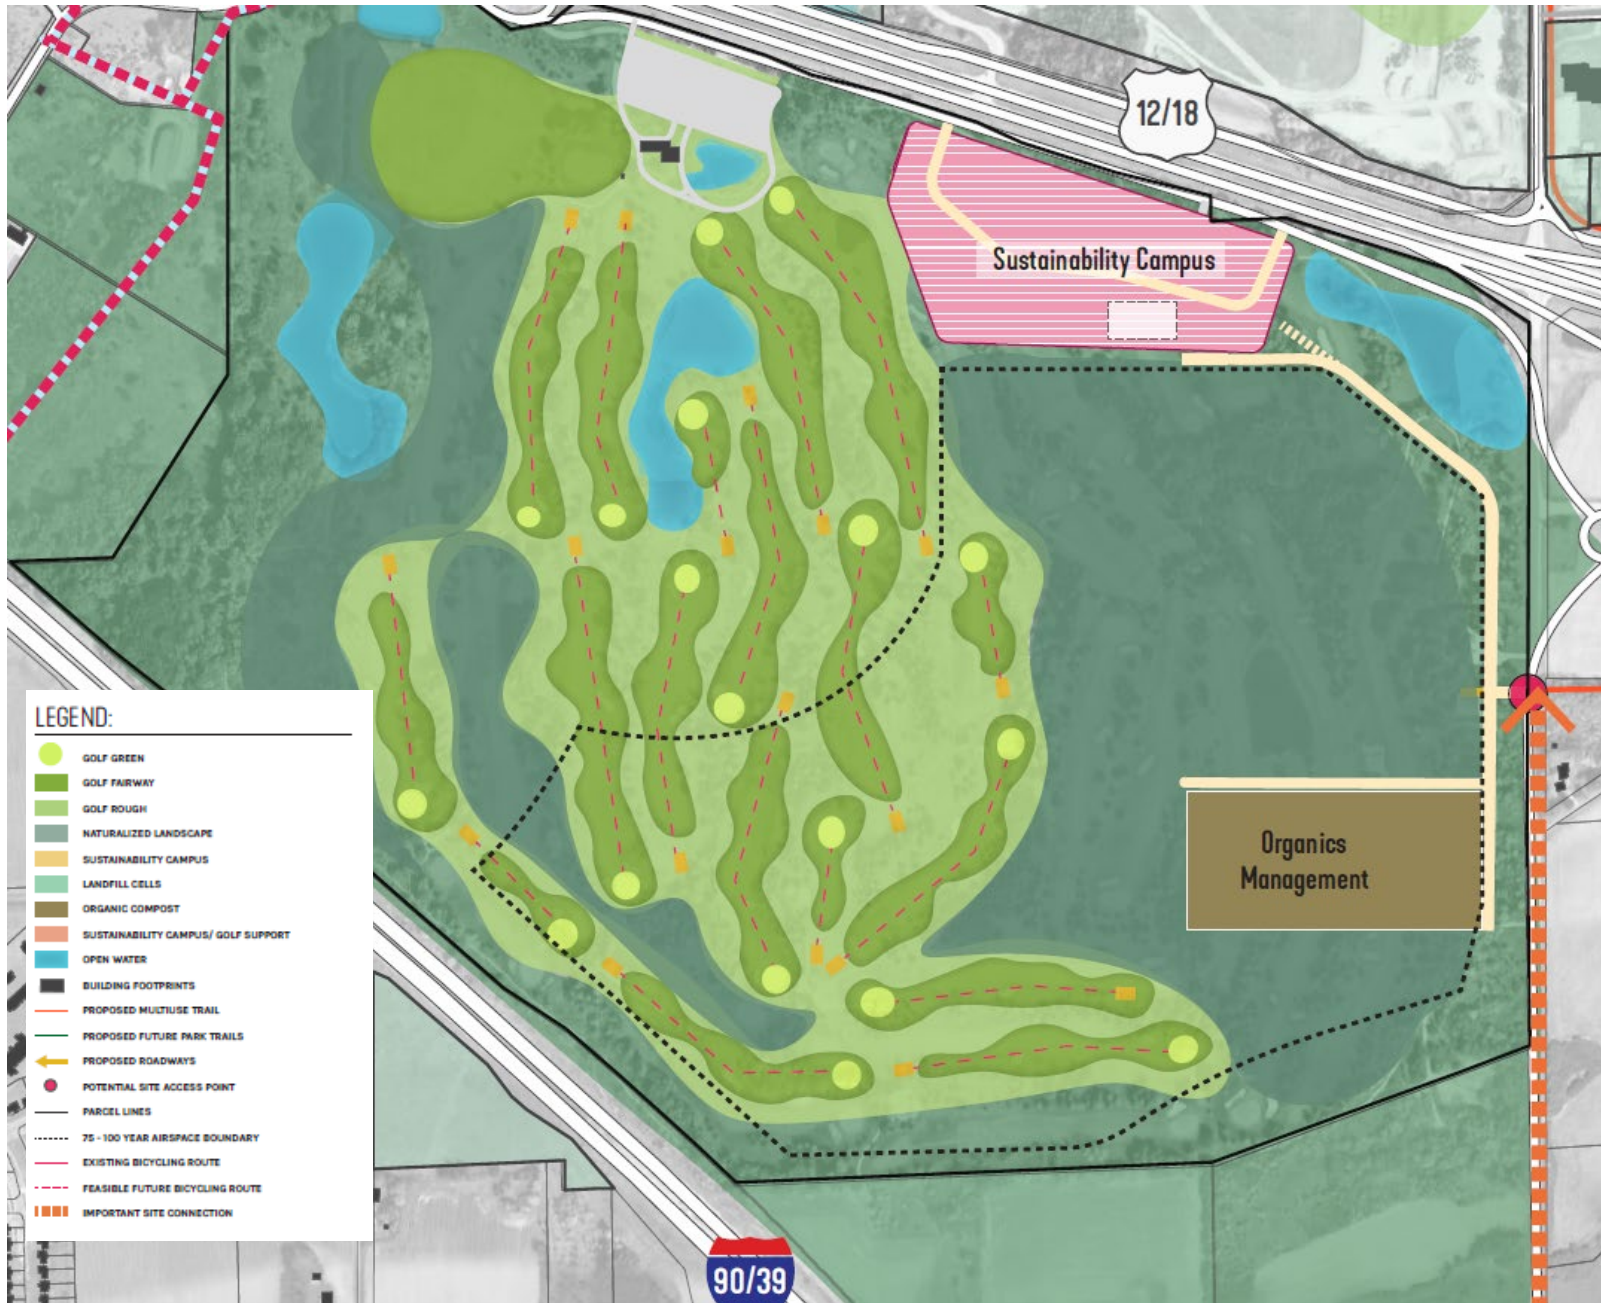 12/18
Sustainability Campus
Organics
Management
LEGEND:
GOLF GREEN
GOLF FAIRWAY
GOLF ROUGH
NATURALIZED LANDSCAPE
SUSTAINABILITY CAMPUS
LANDFILL CELLS
ORGANIC COMPOST
SUSTAINABILITY CAMPUS/ GOLF SUPPORT
OPEN WATER
BUILDING FOOTPRINTS
PROPOSED MULTIUSE TRAIL
PROPOSED FUTURE PARK TRAILS
PROPOSED ROADWAYS
POTENTIAL SITE ACCESS POINT
PARCEL LINES
75 - 100 YEAR AIRSPACE BOUNDARY
EXISTING BICYCLING ROUTE
FEASIBLE FUTURE BICYCLING ROUTE
IMPORTANT SITE CONNECTION
90/39